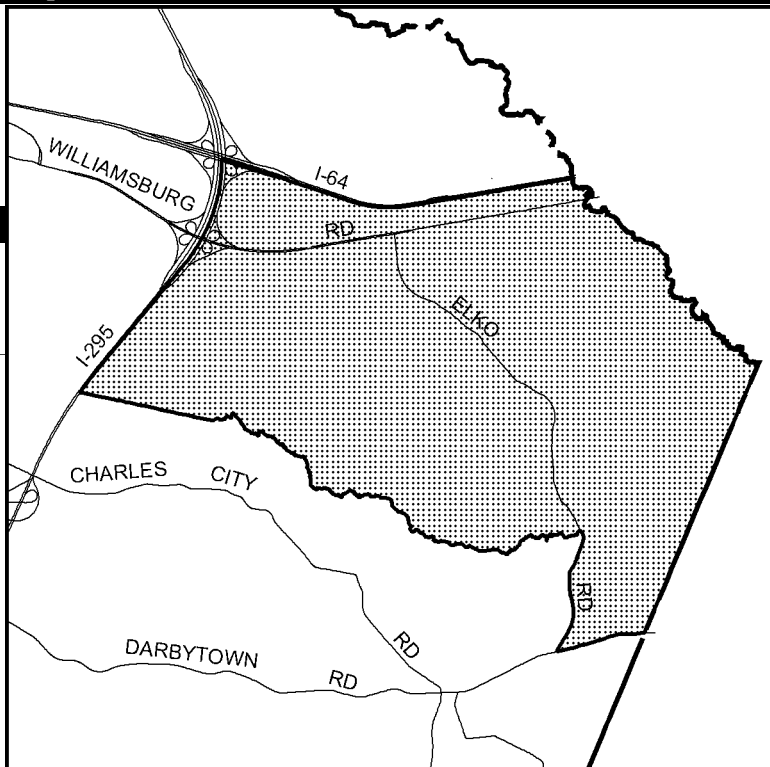 WILLIAMSBURG
I-64
RD
ELKO
I-295
CHARLES CITY
RD
RD
DARBYTOWN
RD